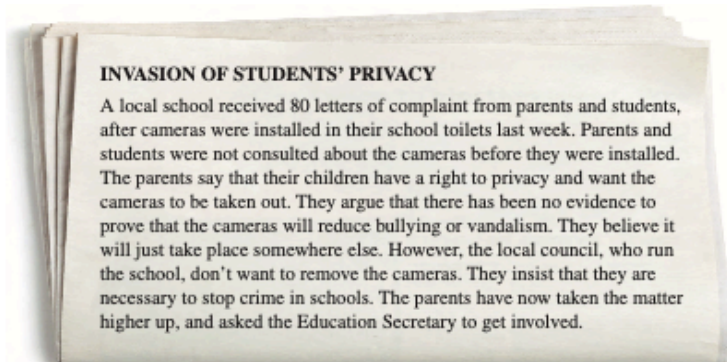 INVASION OF STUDENTS’ PRIVACY
A local school received 80 letters of complaint from parents and students,
after cameras were installed in their school toilets last week. Parents and
students were not consulted about the cameras before they were installed.
The parents say that their children have a right to privacy and want the
cameras to be taken out. They argue that there has been no evidence to
prove that the cameras will reduce bullying or vandalism. They believe it
will just take place somewhere else. However, the local council, who run
the school, don’t want to remove the cameras. They insist that they are
necessary to stop crime in schools. The parents have now taken the matter
higher up, and asked the Education Secretary to get involved.